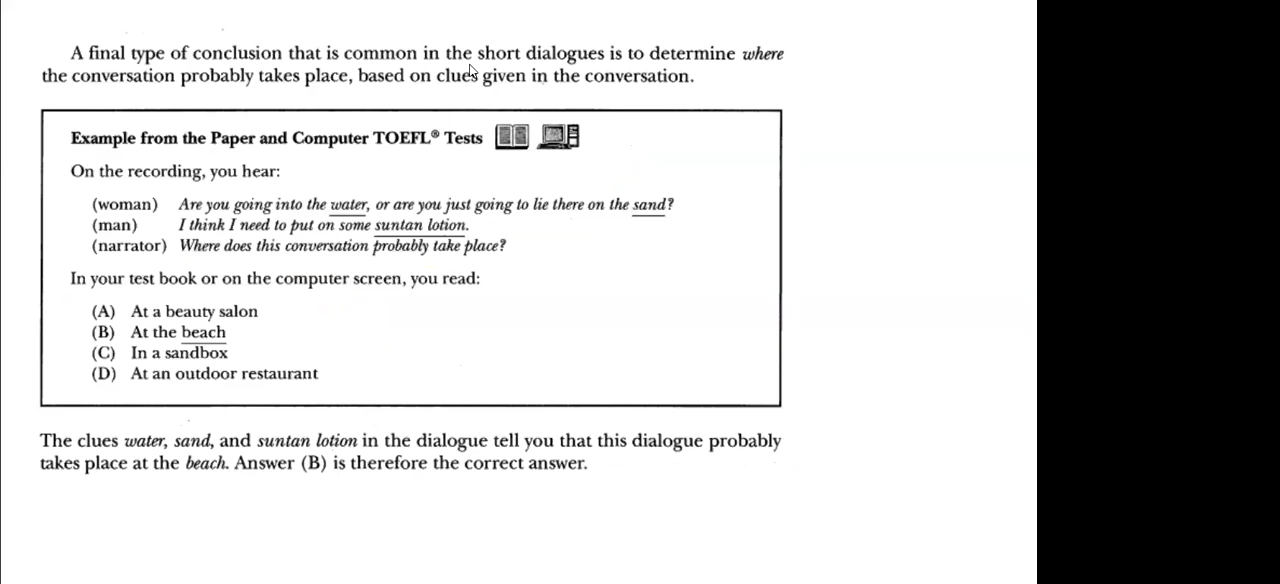 A final type of conclusion that is common in the short dialogues is to determine where
the conversation probably takes place, based on clues given in the conversation.
Example from the Paper and Computer TOEFL® Tests
On the recording, you hear:
(woman) Are you going into the water, or are you just going to lie there on the sand?
(man) I think I need to put on some suntan lotion.
(narrator) Where does this conversation probably take place?
In your test book or on the computer screen, you read:
(A) At a beauty salon
(B) At the beach
(C) In a sandbox
(D) At an outdoor restaurant
The clues water, sand, and suntan lotion in the dialogue tell you that this dialogue probably
takes place at the beach. Answer (B) is therefore the correct answer.